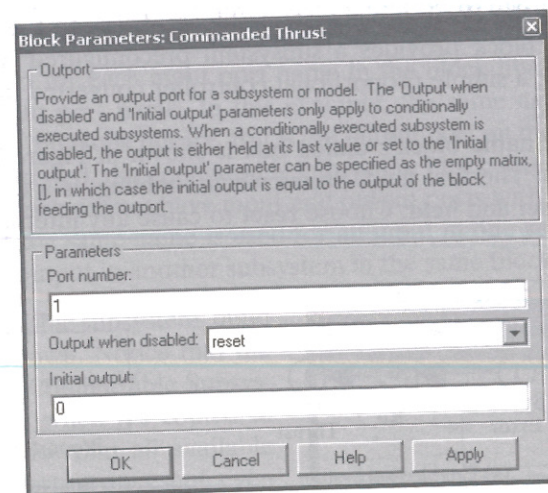 Block Parameters: Commanded Thrust
Outport
Provide an output port for a subsystem or model. The 'Output when
disabled' and 'Initial output' parameters only apply to conditionally
executed subsystems. When a conditionally executed subsystem is
disabled, the output is either held at its last value or set to the 'Initial
output'. The 'Initial output' parameter can be specified as the empty matrix,
[], in which case the initial output is equal to the output of the block
feeding the outport.
Parameters
Port number:
1
Output when disabled: reset
Initial output:
0
OK Cancel Help Apply